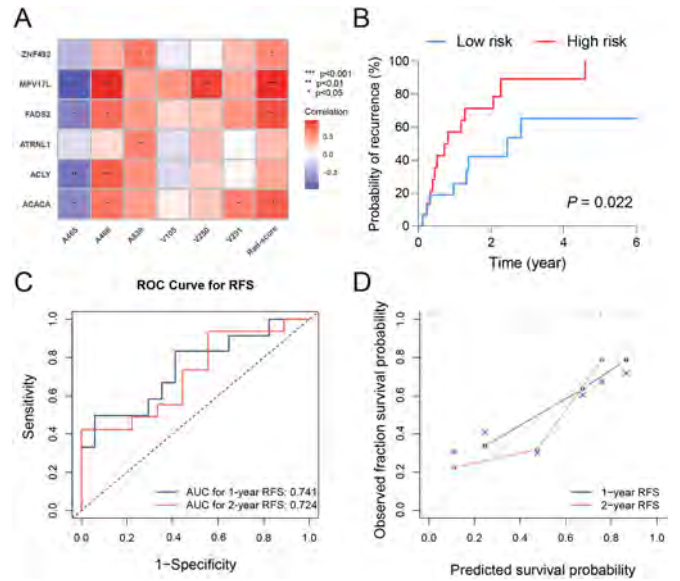 A
ZNF492
MPV17L
FADS2
ATRNL1
ACLY
ACACA
A465
A466
V105
V250
V291
Rad-score
*** p<0.001
** p<0.01
* p<0.05
Correlation
0.5
0.0
B
Low risk
High risk
Probability of recurrence (%)
100
80
60
40
20
0
P = 0.022
0 2 4 6
Time (year)
C
ROC Curve for RFS
Sensitivity
1.0
0.8
0.6
0.4
0.2
0.0
AUC for 1-year RFS: 0.741
AUC for 2-year RFS: 0.724
0.0 0.2 0.4 0.6 0.8 1.0
1-Specificity
D
Observed fraction survival probability
1.0
0.8
0.6
0.4
0.2
0.0
1-year RFS
2-year RFS
0.0 0.2 0.4 0.6 0.8 1.0
Predicted survival probability